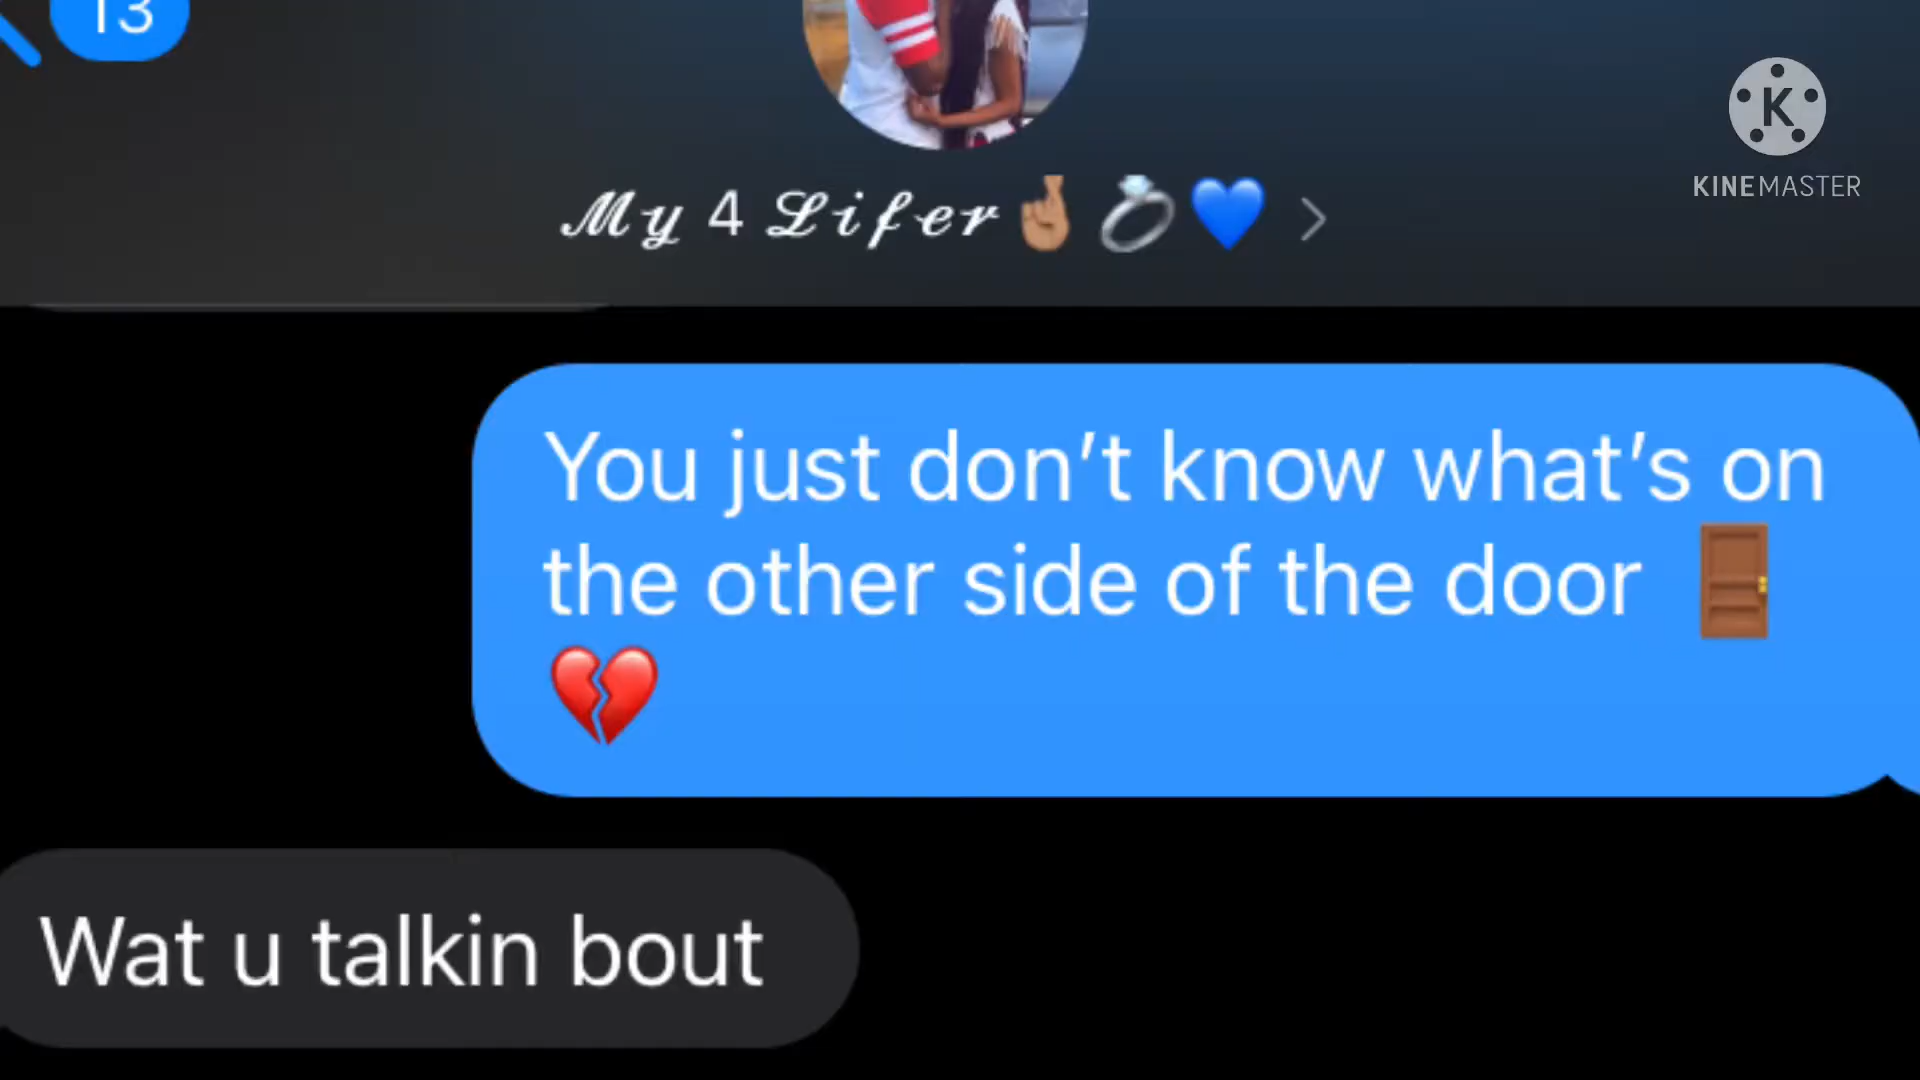 13
My 4 Lifer🤞🏽💍💙
KINEMASTER
You just don’t know what’s on
the other side of the door 🚪
💔
Wat u talkin bout